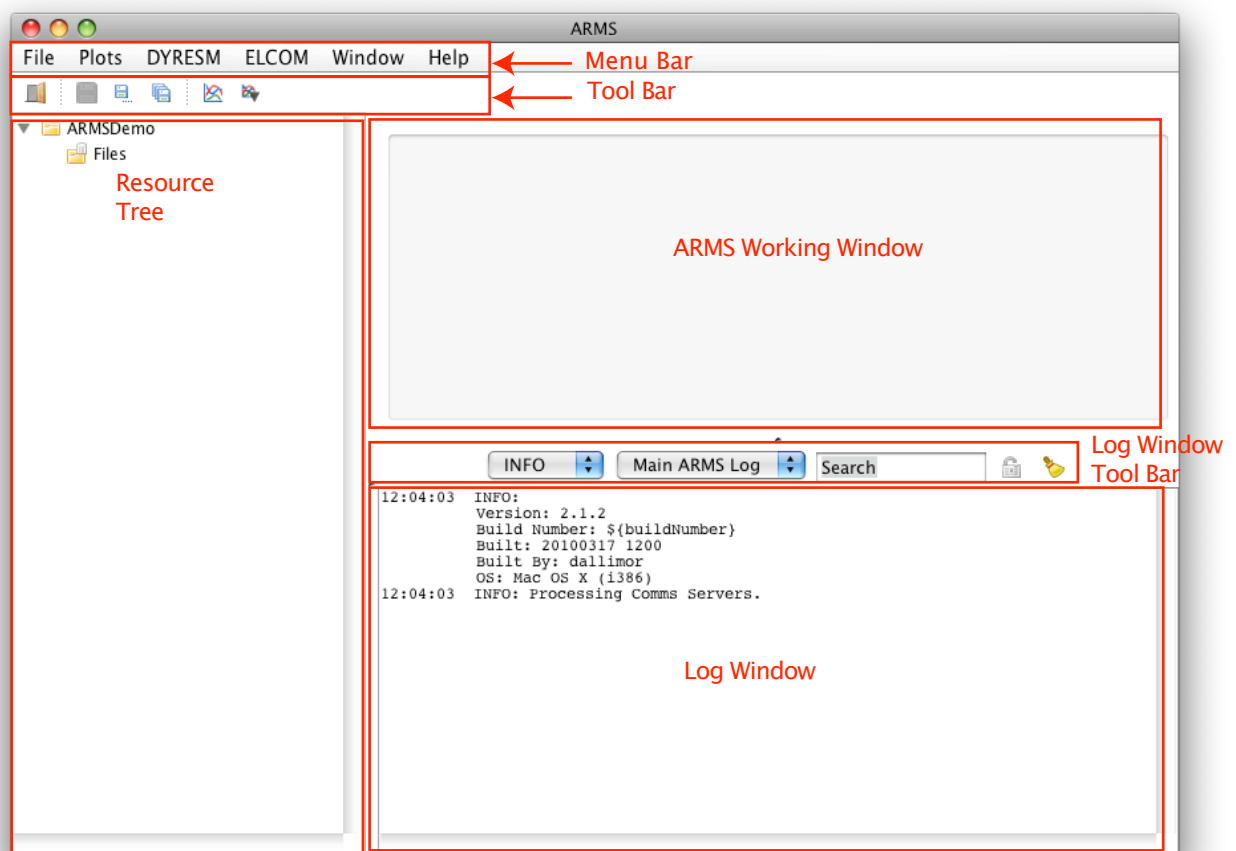 ARMS
File Plots DYRESM ELCOM Window Help
Menu Bar
Tool Bar
ARMSDemo
Files
Resource
Tree
ARMS Working Window
INFO Main ARMS Log Search
Log Window
Tool Bar
12:04:03 INFO:
Version: 2.1.2
Build Number: ${buildNumber}
Built: 20100317 1200
Built By: dallimor
OS: Mac OS X (i386)
12:04:03 INFO: Processing Comms Servers.
Log Window